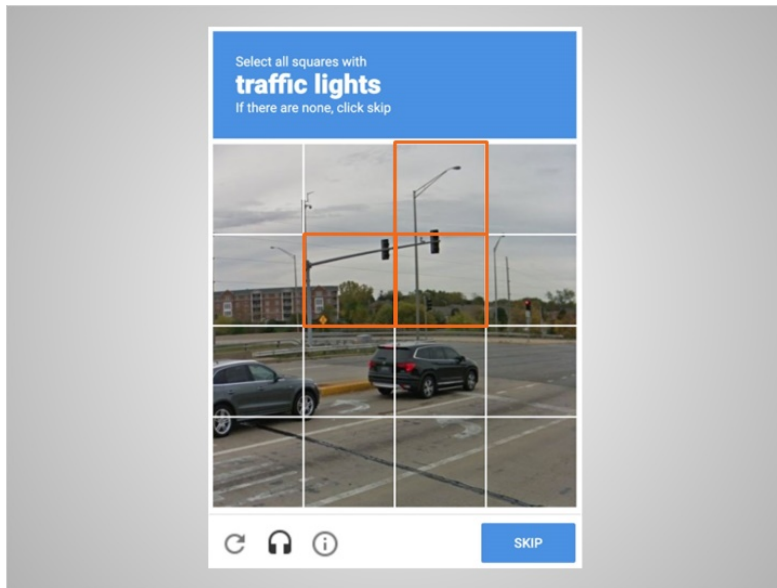 Select all squares with
traffic lights
If there are none, click skip
SKIP